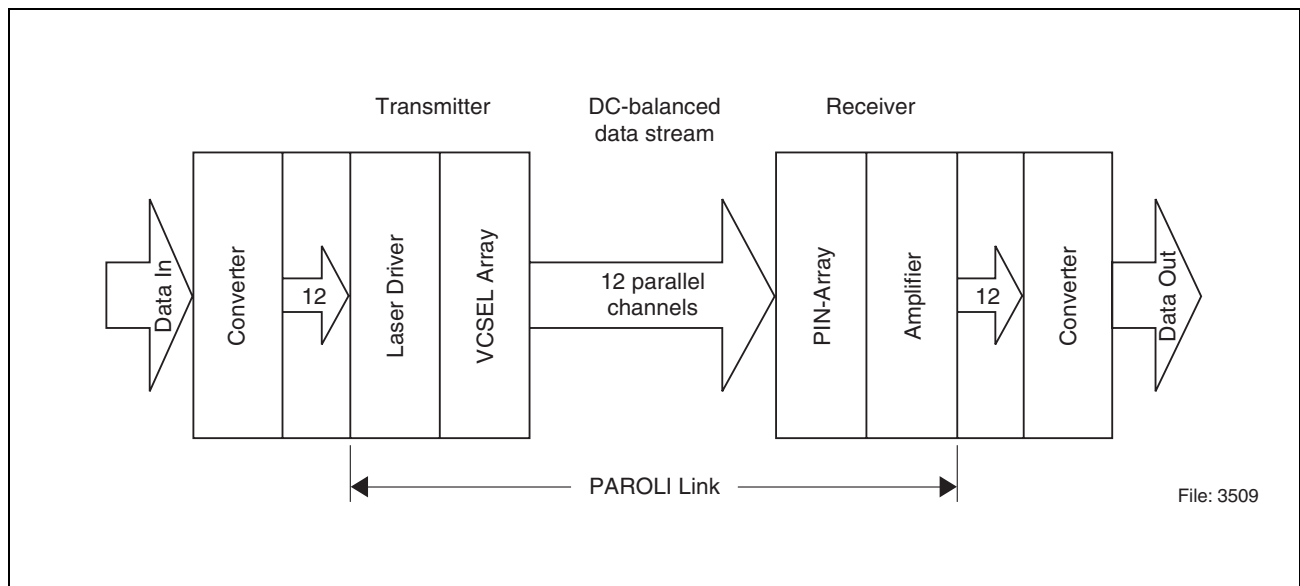 Transmitter
DC-balanced
data stream
Receiver
Data In
Converter
12
Laser Driver
VCSEL Array
12 parallel
channels
PIN-Array
Amplifier
12
Converter
Data Out
PAROLI Link
File: 3509